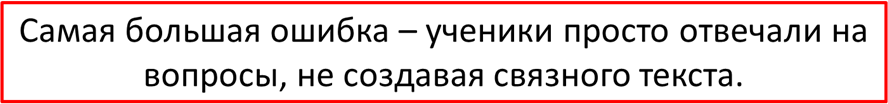 Самая большая ошибка – ученики просто отвечали на
вопросы, не создавая связного текста.